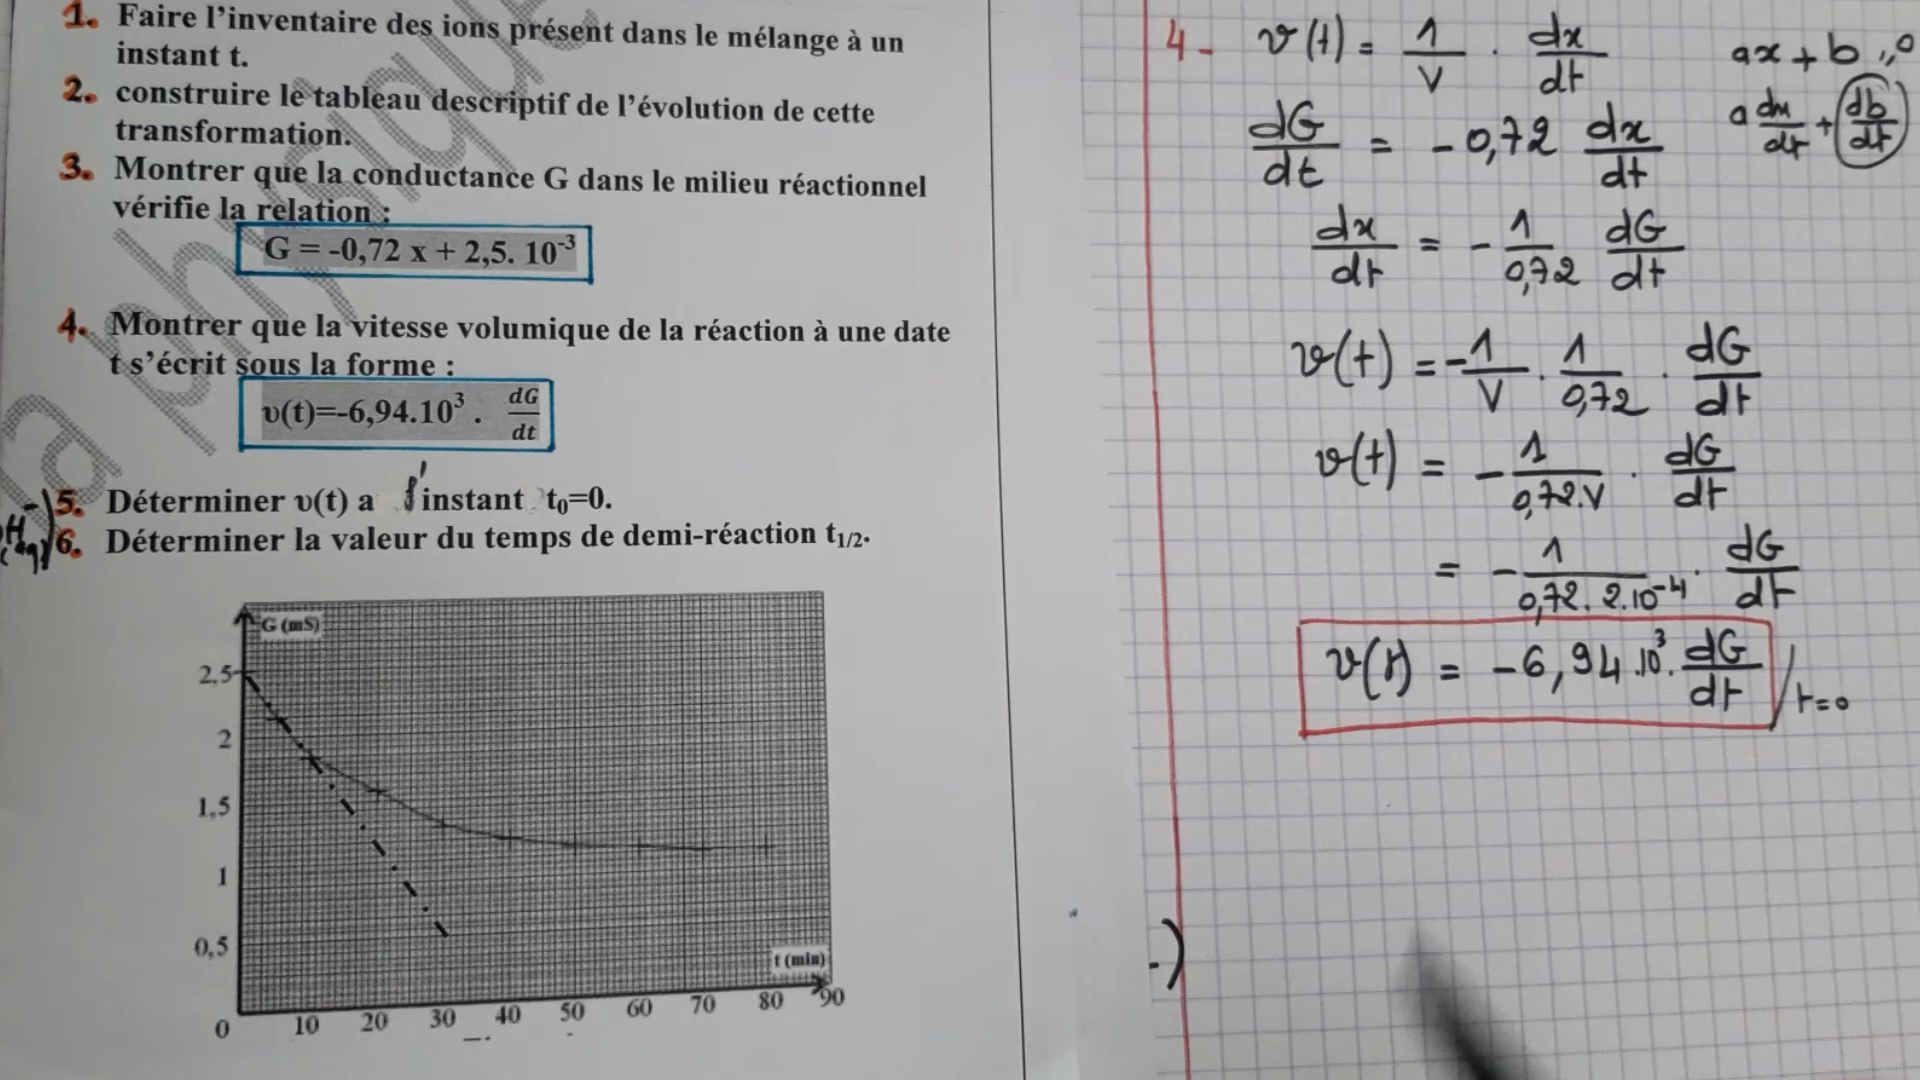 1. Faire l'inventaire des ions présent dans le mélange à un
instant t.
2. construire le tableau descriptif de l'évolution de cette
transformation.
3. Montrer que la conductance G dans le milieu réactionnel
vérifie la relation :
G = -0,72 x + 2,5. 10⁻³
4. Montrer que la vitesse volumique de la réaction à une date
t s'écrit sous la forme :
υ(t)=-6,94.10³ . dG/dt
5. Déterminer υ(t) a l'instant t₀=0.
6. Déterminer la valeur du temps de demi-réaction t₁/₂.
G (mS)
2,5
2
1,5
1
0,5
0 10 20 30 40 50 60 70 80 90
t (min)
la physique
4- v(t) = 1/V . dx/dt
dG/dt = -0,72 dx/dt
dx/dt = - 1/0,72 dG/dt
v(t) = - 1/V . 1/0,72 . dG/dt
v(t) = - 1/0,72.V . dG/dt
= - 1/0,72. 2.10⁻⁴ . dG/dt
v(t) = -6,94.10³. dG/dt / t=0
ax + b
a dx/dt + db/dt
-)